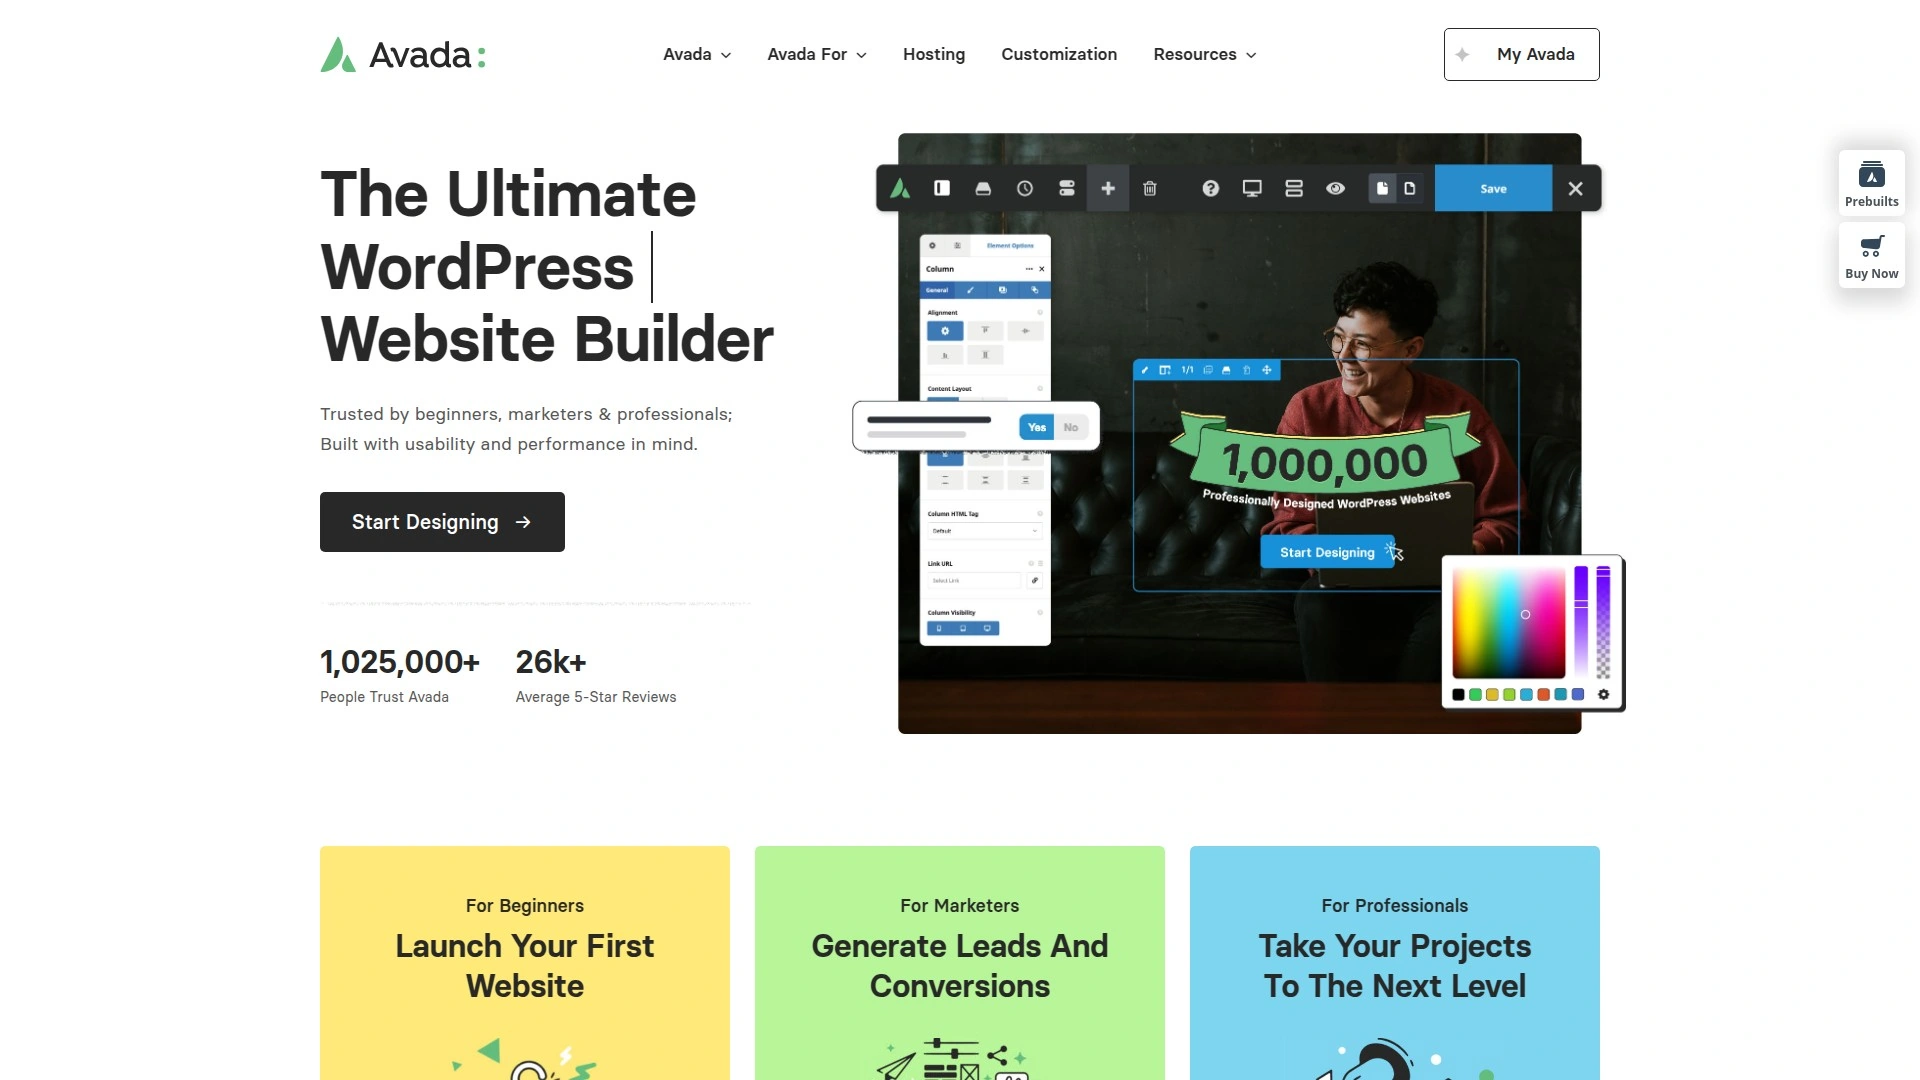 Avada
Avada
Avada For
Hosting
Customization
Resources
My Avada
The Ultimate
WordPress
Website Builder
Trusted by beginners, marketers & professionals;
Built with usability and performance in mind.
Start Designing
1,025,000+
People Trust Avada
26k+
Average 5-Star Reviews
Save
Element Options
Column
General
Alignment
Content Layout
Yes
No
Column HTML Tag
Default
Link URL
Select Link
Column Visibility
1/1
1,000,000
Professionally Designed WordPress Websites
Start Designing
Prebuilts
Buy Now
For Beginners
Launch Your First
Website
For Marketers
Generate Leads And
Conversions
For Professionals
Take Your Projects
To The Next Level